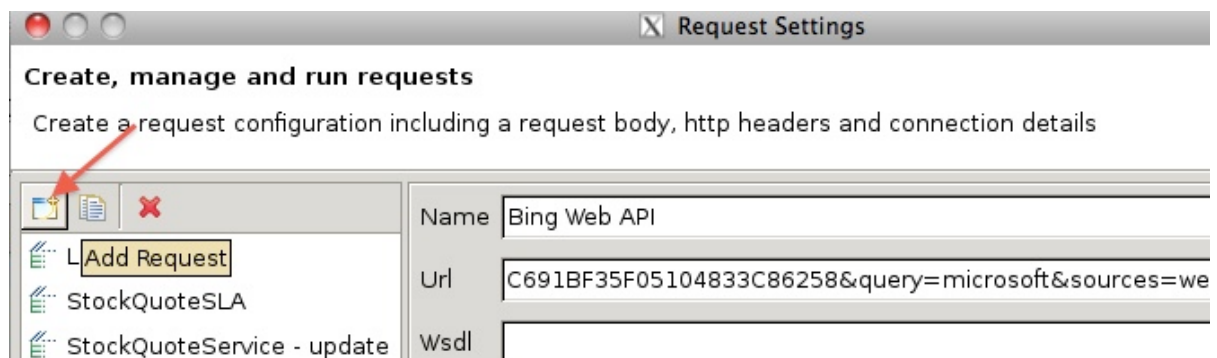 X Request Settings
Create, manage and run requests
Create a request configuration including a request body, http headers and connection details
Name Bing Web API
L Add Request
Url C691BF35F05104833C86258&query=microsoft&sources=we
StockQuoteSLA
StockQuoteService - update
Wsdl